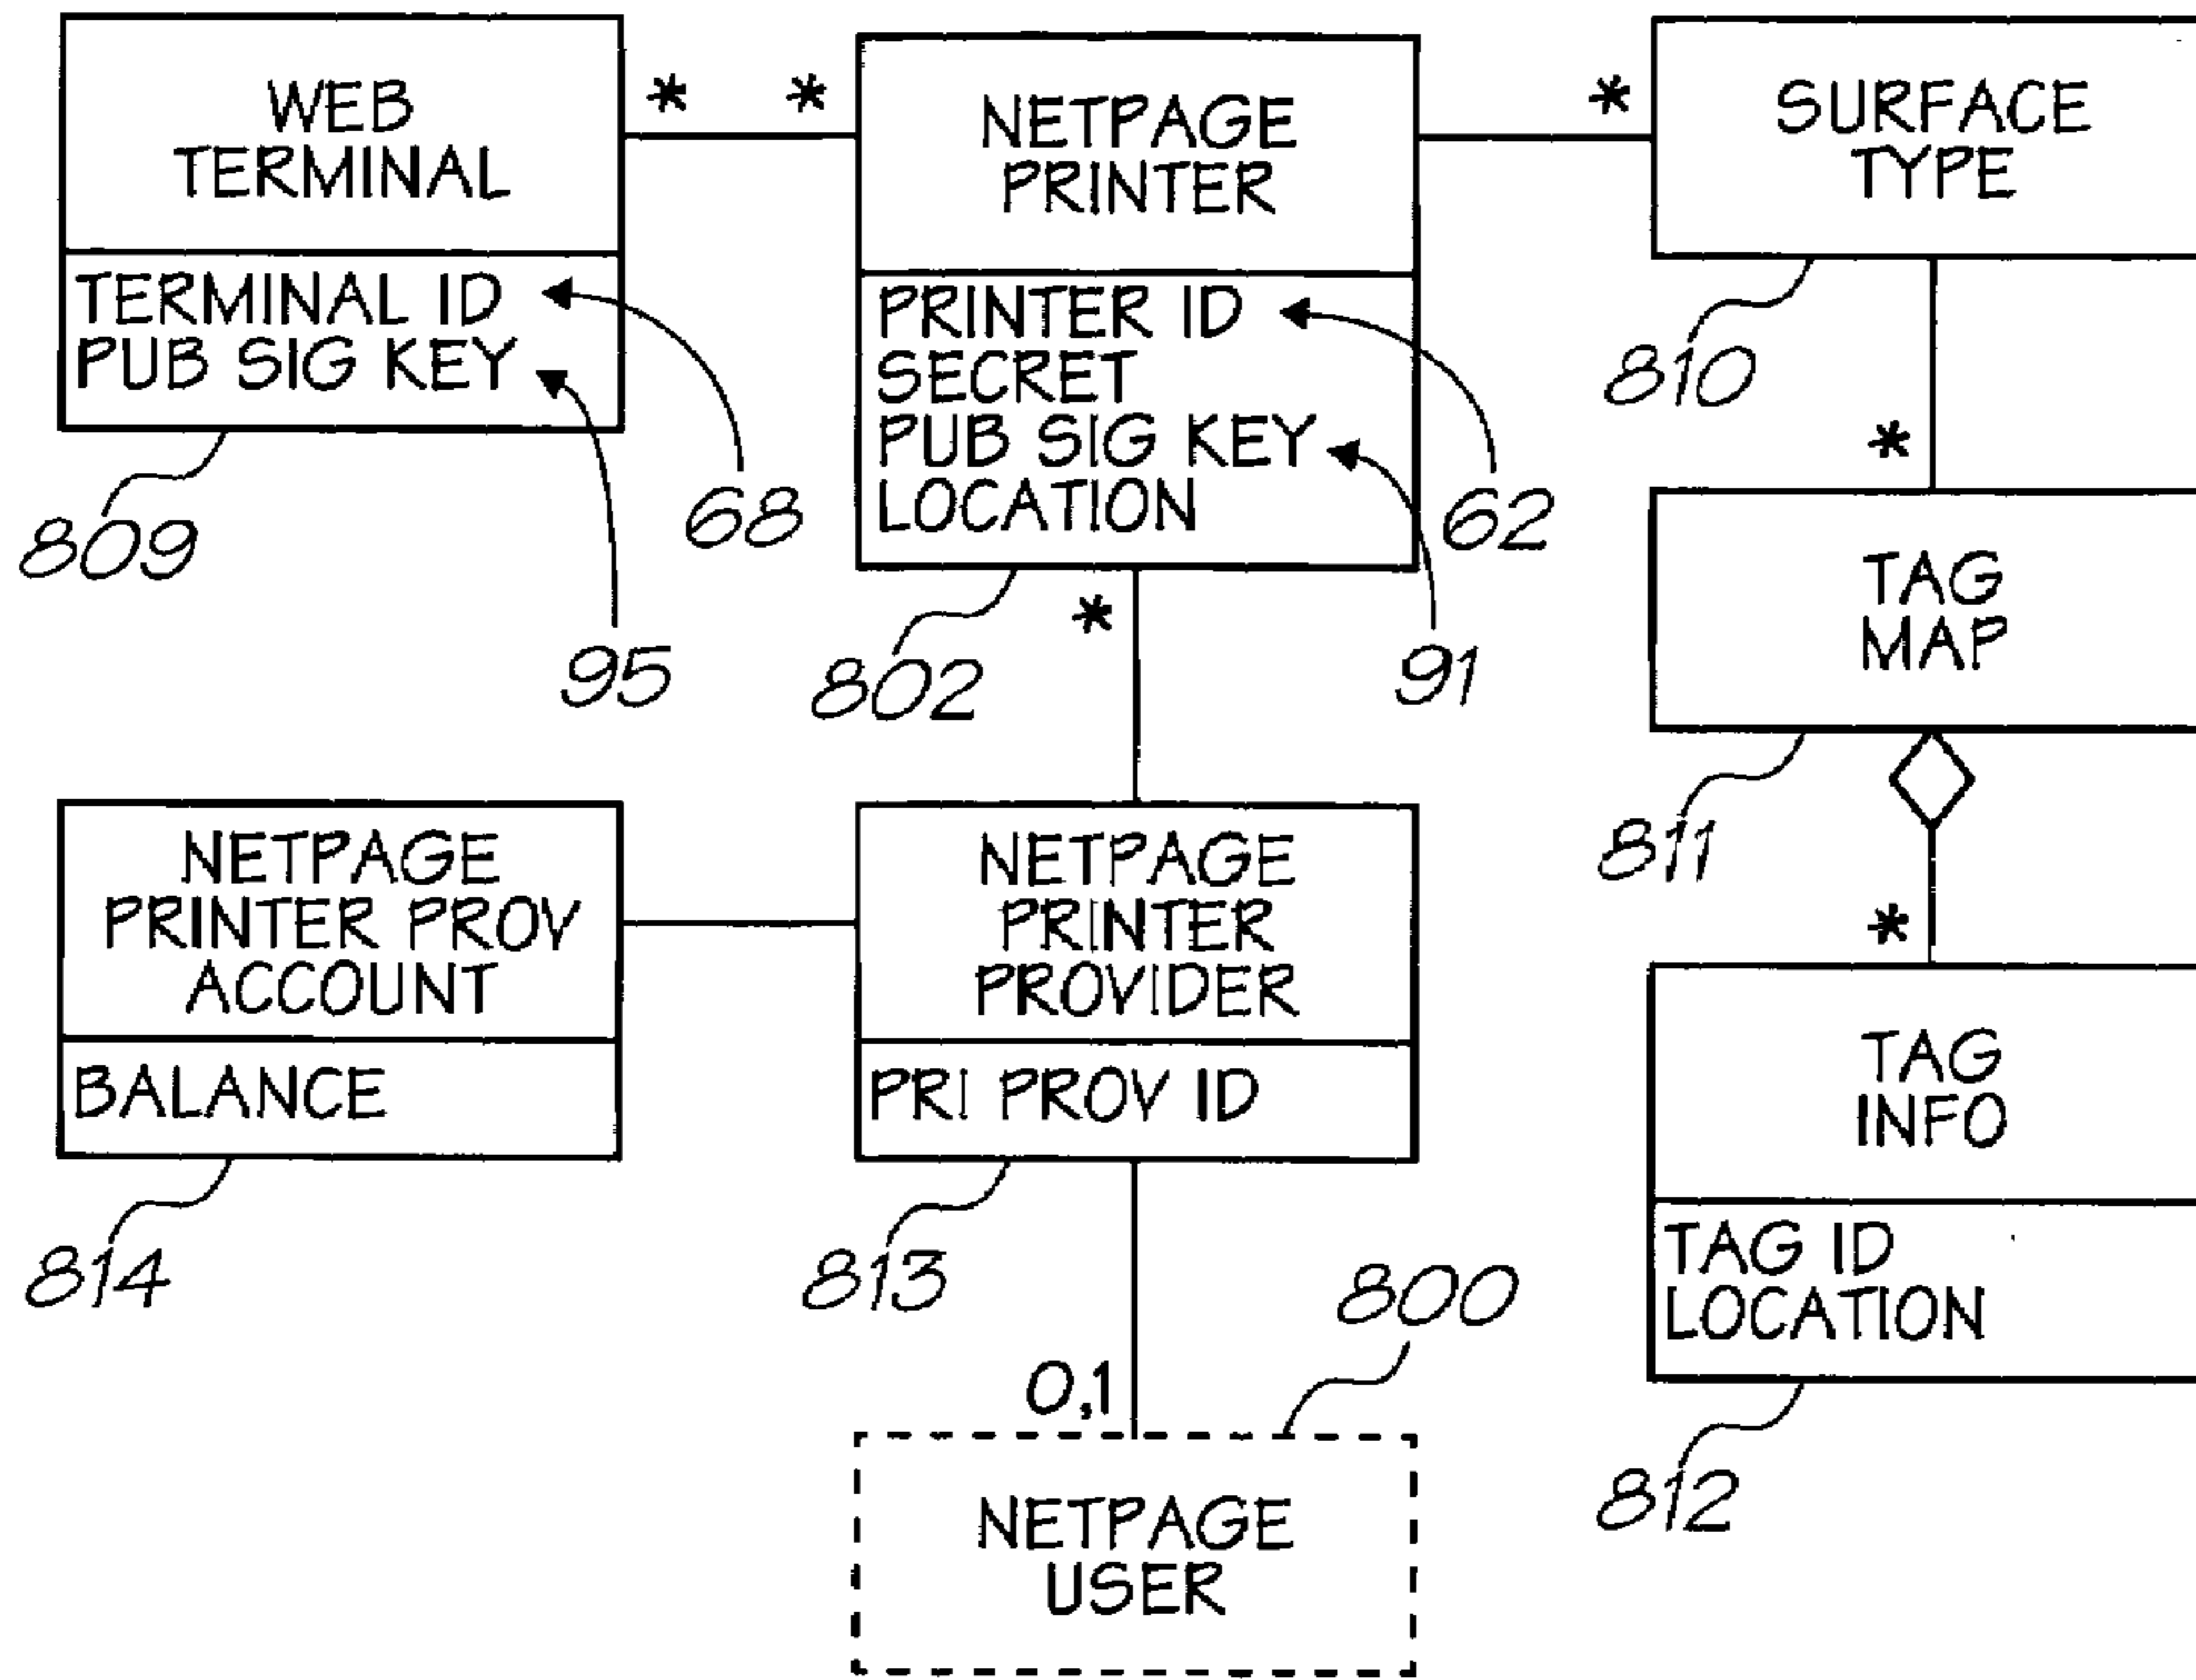 WEB
TERMINAL
TERMINAL ID
PUB SIG KEY
809
68
95
*
*
NETPAGE
PRINTER
PRINTER ID
SECRET
PUB SIG KEY
LOCATION
802
62
91
*
*
SURFACE
TYPE
810
*
TAG
MAP
811
*
TAG
INFO
TAG ID
LOCATION
812
NETPAGE
PRINTER PROV
ACCOUNT
BALANCE
814
NETPAGE
PRINTER
PROVIDER
PRI PROV ID
813
800
0,1
NETPAGE
USER